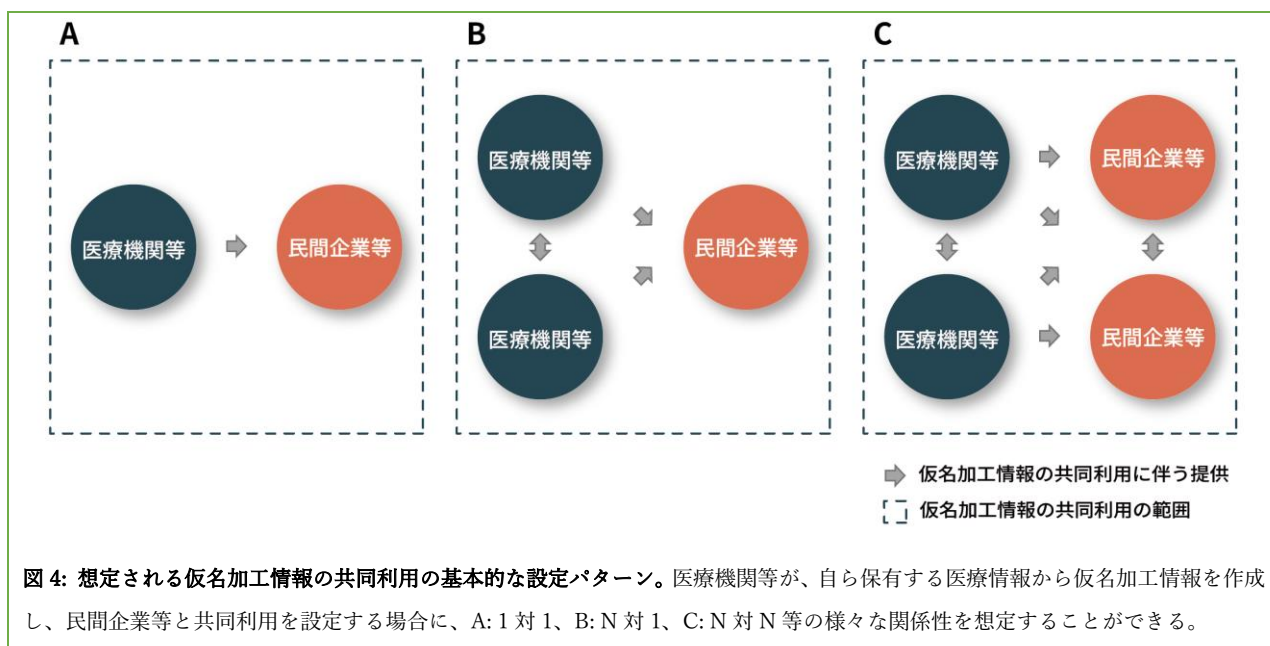 A
B
C
医療機関等
民間企業等
医療機関等
医療機関等
民間企業等
医療機関等
民間企業等
医療機関等
民間企業等
仮名加工情報の共同利用に伴う提供
仮名加工情報の共同利用の範囲
図 4: 想定される仮名加工情報の共同利用の基本的な設定パターン。医療機関等が、自ら保有する医療情報から仮名加工情報を作成
し、民間企業等と共同利用を設定する場合に、A: 1 対 1、B: N 対 1、C: N 対 N 等の様々な関係性を想定することができる。